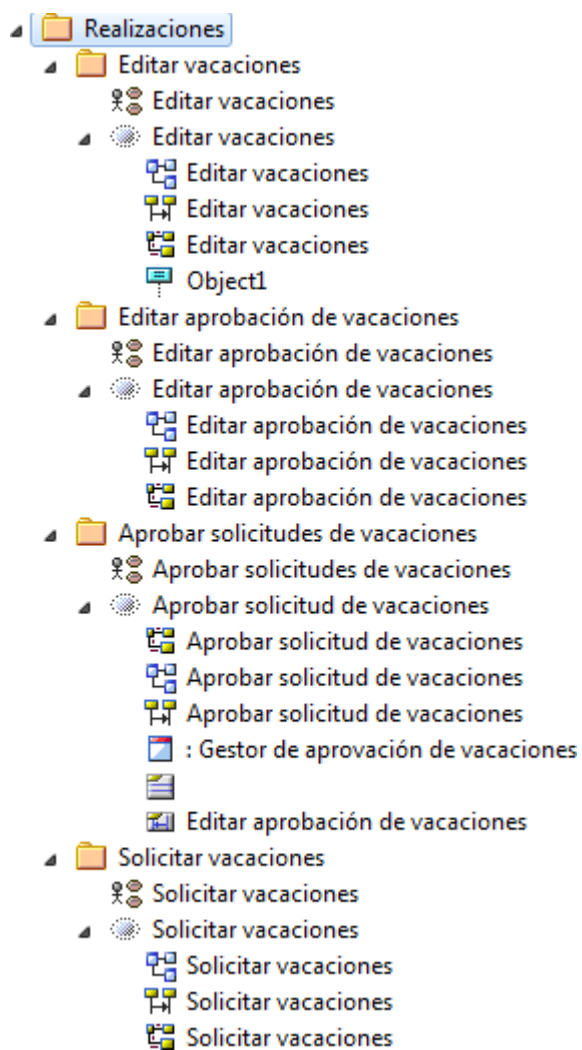 Realizaciones
Editar vacaciones
Editar vacaciones
Editar vacaciones
Editar vacaciones
Editar vacaciones
Editar vacaciones
Object1
Editar aprobación de vacaciones
Editar aprobación de vacaciones
Editar aprobación de vacaciones
Editar aprobación de vacaciones
Editar aprobación de vacaciones
Editar aprobación de vacaciones
Aprobar solicitudes de vacaciones
Aprobar solicitudes de vacaciones
Aprobar solicitud de vacaciones
Aprobar solicitud de vacaciones
Aprobar solicitud de vacaciones
Aprobar solicitud de vacaciones
: Gestor de aprovación de vacaciones
Editar aprobación de vacaciones
Solicitar vacaciones
Solicitar vacaciones
Solicitar vacaciones
Solicitar vacaciones
Solicitar vacaciones
Solicitar vacaciones